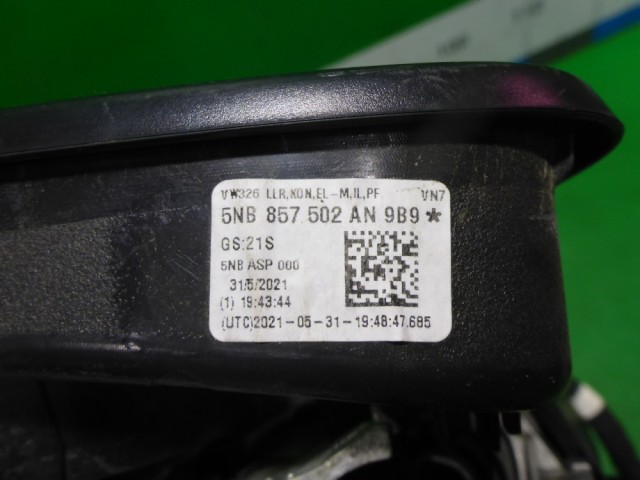 VW326 LLR,KON,EL-M,IL,PF VN7
5NB 857 502 AN 9B9 *
GS:21S
5NB ASP 000
31/5/2021
(1) 19:43:44
(UTC)2021-05-31-19:48:47.685